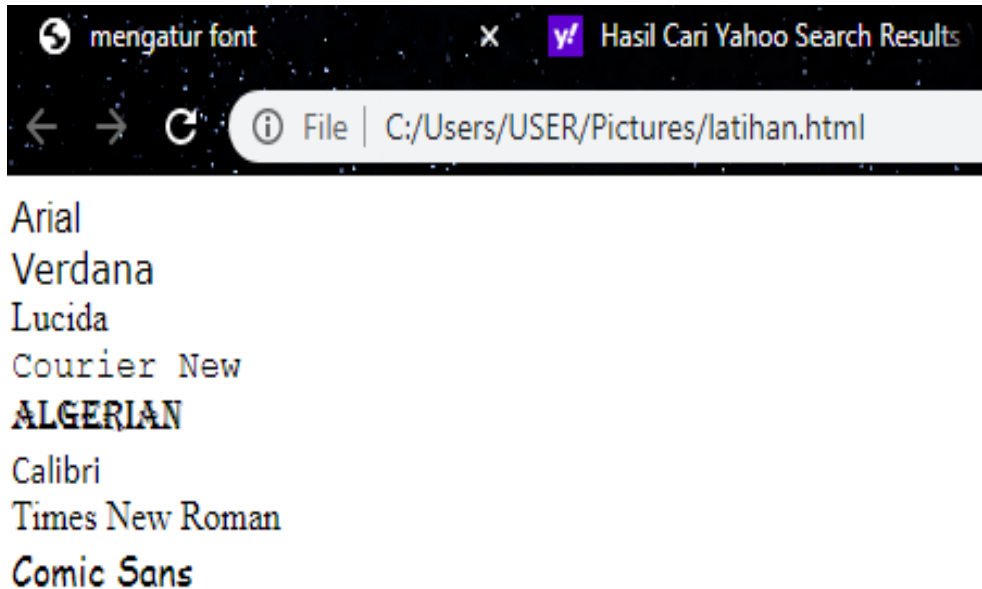 mengatur font
y! Hasil Cari Yahoo Search Results
File C:/Users/USER/Pictures/latihan.html
Arial
Verdana
Lucida
Courier New
ALGERIAN
Calibri
Times New Roman
Comic Sans